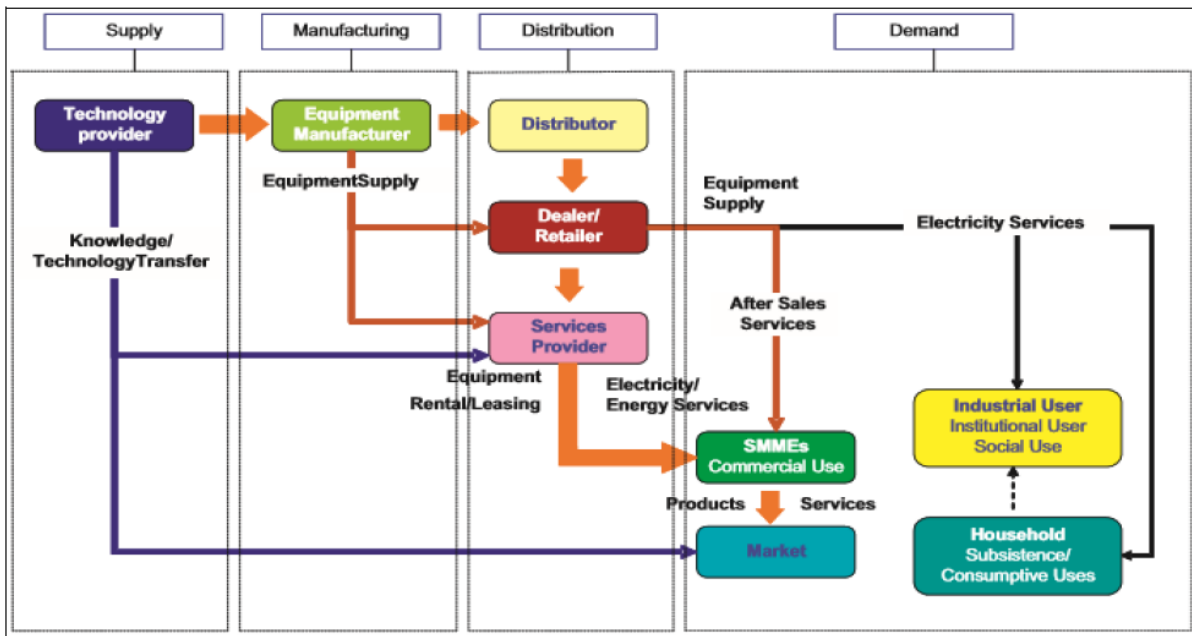 Supply
Manufacturing
Distribution
Demand
Technology
provider
Equipment
Manufacturer
Distributor
EquipmentSupply
Equipment
Supply
Dealer/
Retailer
Electricity Services
Knowledge/
TechnologyTransfer
After Sales
Services
Services
Provider
Equipment
Rental/Leasing
Electricity/
Energy Services
Industrial User
Institutional User
Social Use
SMMEs
Commercial Use
Products
Services
Market
Household
Subsistence/
Consumptive Uses